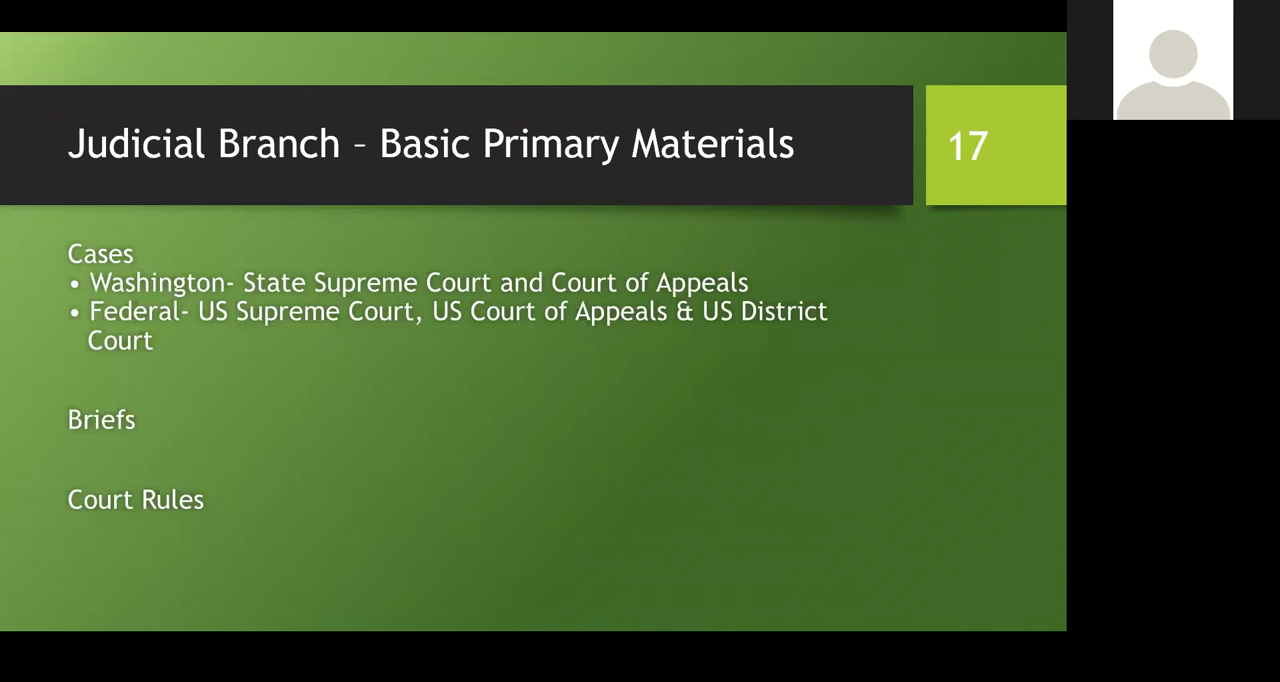 Judicial Branch – Basic Primary Materials
17
Cases
• Washington- State Supreme Court and Court of Appeals
• Federal- US Supreme Court, US Court of Appeals & US District
Court
Briefs
Court Rules